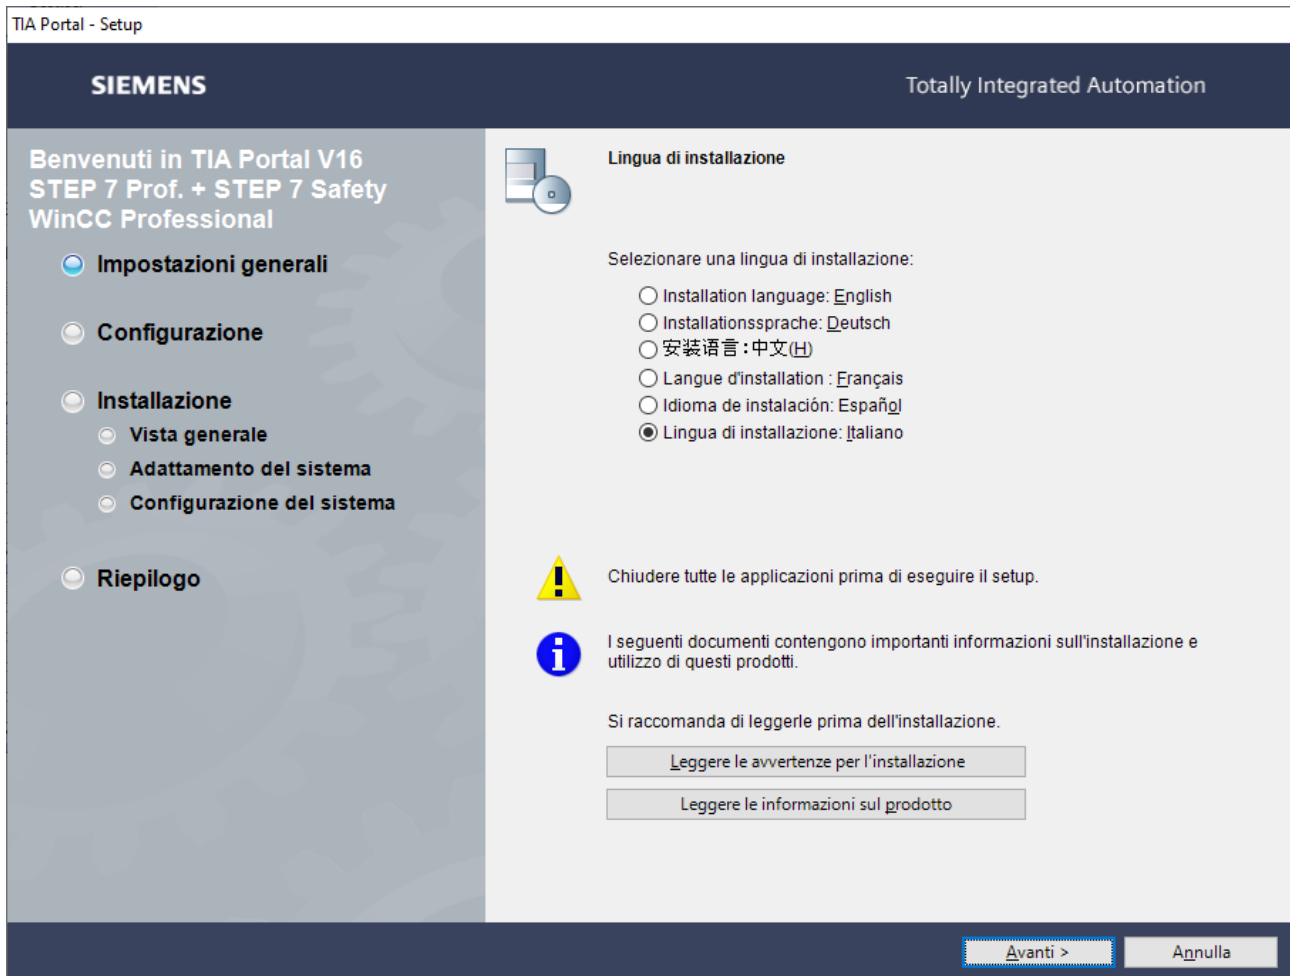 TIA Portal - Setup
SIEMENS
Totally Integrated Automation
Benvenuti in TIA Portal V16
STEP 7 Prof. + STEP 7 Safety
WinCC Professional
Impostazioni generali
Configurazione
Installazione
Vista generale
Adattamento del sistema
Configurazione del sistema
Riepilogo
Lingua di installazione
Selezionare una lingua di installazione:
Installation language: English
Installationssprache: Deutsch
安装语言：中文(H)
Langue d'installation : Français
Idioma de instalación: Español
Lingua di installazione: Italiano
Chiudere tutte le applicazioni prima di eseguire il setup.
I seguenti documenti contengono importanti informazioni sull'installazione e
utilizzo di questi prodotti.
Si raccomanda di leggerle prima dell'installazione.
Leggere le avvertenze per l'installazione
Leggere le informazioni sul prodotto
Avanti >
Annulla